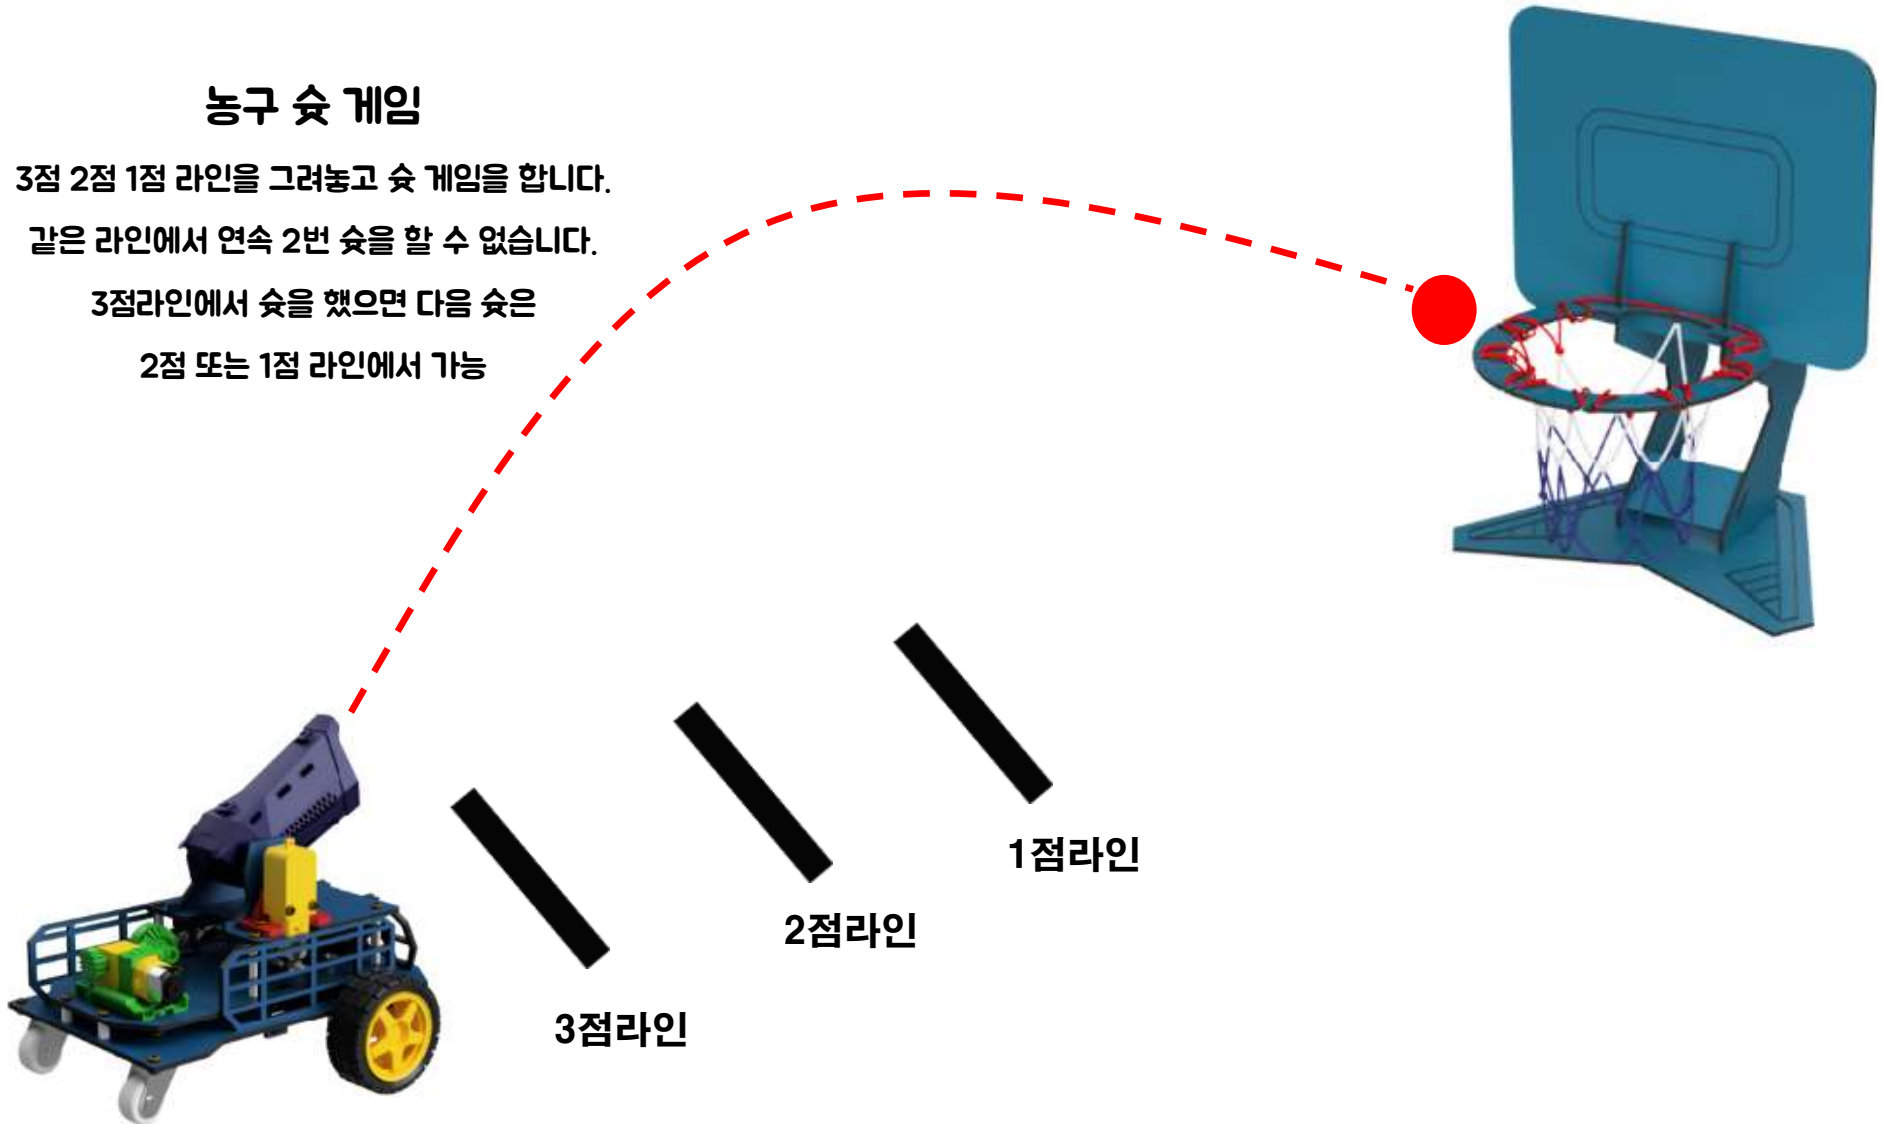 농구 슛 게임
3점 2점 1점 라인을 그려놓고 슛 게임을 합니다.
같은 라인에서 연속 2번 슛을 할 수 없습니다.
3점라인에서 슛을 했으면 다음 슛은
2점 또는 1점 라인에서 가능
1점라인
2점라인
3점라인